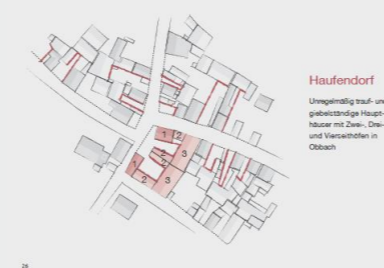 Haufendorf
Unregelmäßig trauf- und
giebelständige Haupt-
häuser mit Zwei-, Drei-
und Vierseithöfen in
Obbach
1 2
3
2
1
2 3
26